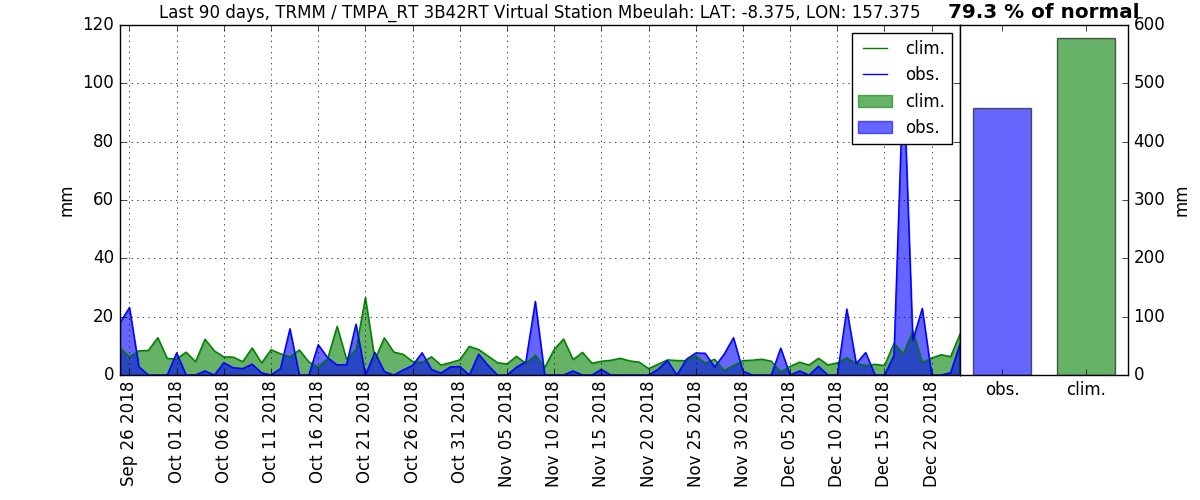 Last 90 days, TRMM / TMPA_RT 3B42RT Virtual Station Mbeulah: LAT: -8.375, LON: 157.375
79.3 % of normal
120
100
80
60
40
20
0
mm
clim.
obs.
clim.
obs.
600
500
400
300
200
100
0
mm
obs.
clim.
Sep 26 2018
Oct 01 2018
Oct 06 2018
Oct 11 2018
Oct 16 2018
Oct 21 2018
Oct 26 2018
Oct 31 2018
Nov 05 2018
Nov 10 2018
Nov 15 2018
Nov 20 2018
Nov 25 2018
Nov 30 2018
Dec 05 2018
Dec 10 2018
Dec 15 2018
Dec 20 2018